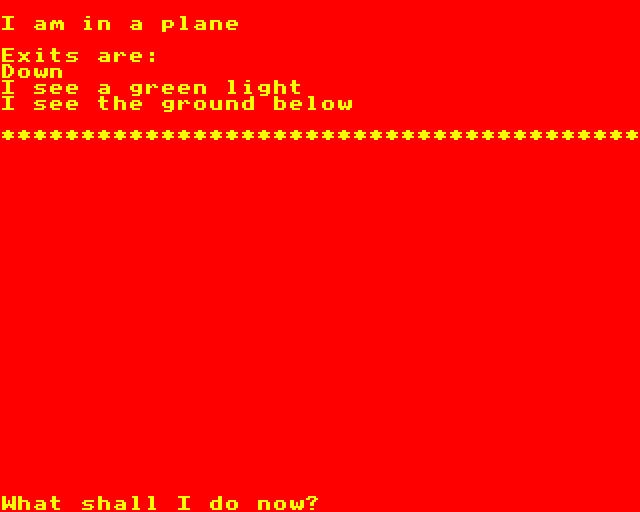 I am in a plane
Exits are:
Down
I see a green light
I see the ground below
****************************************
What shall I do now?